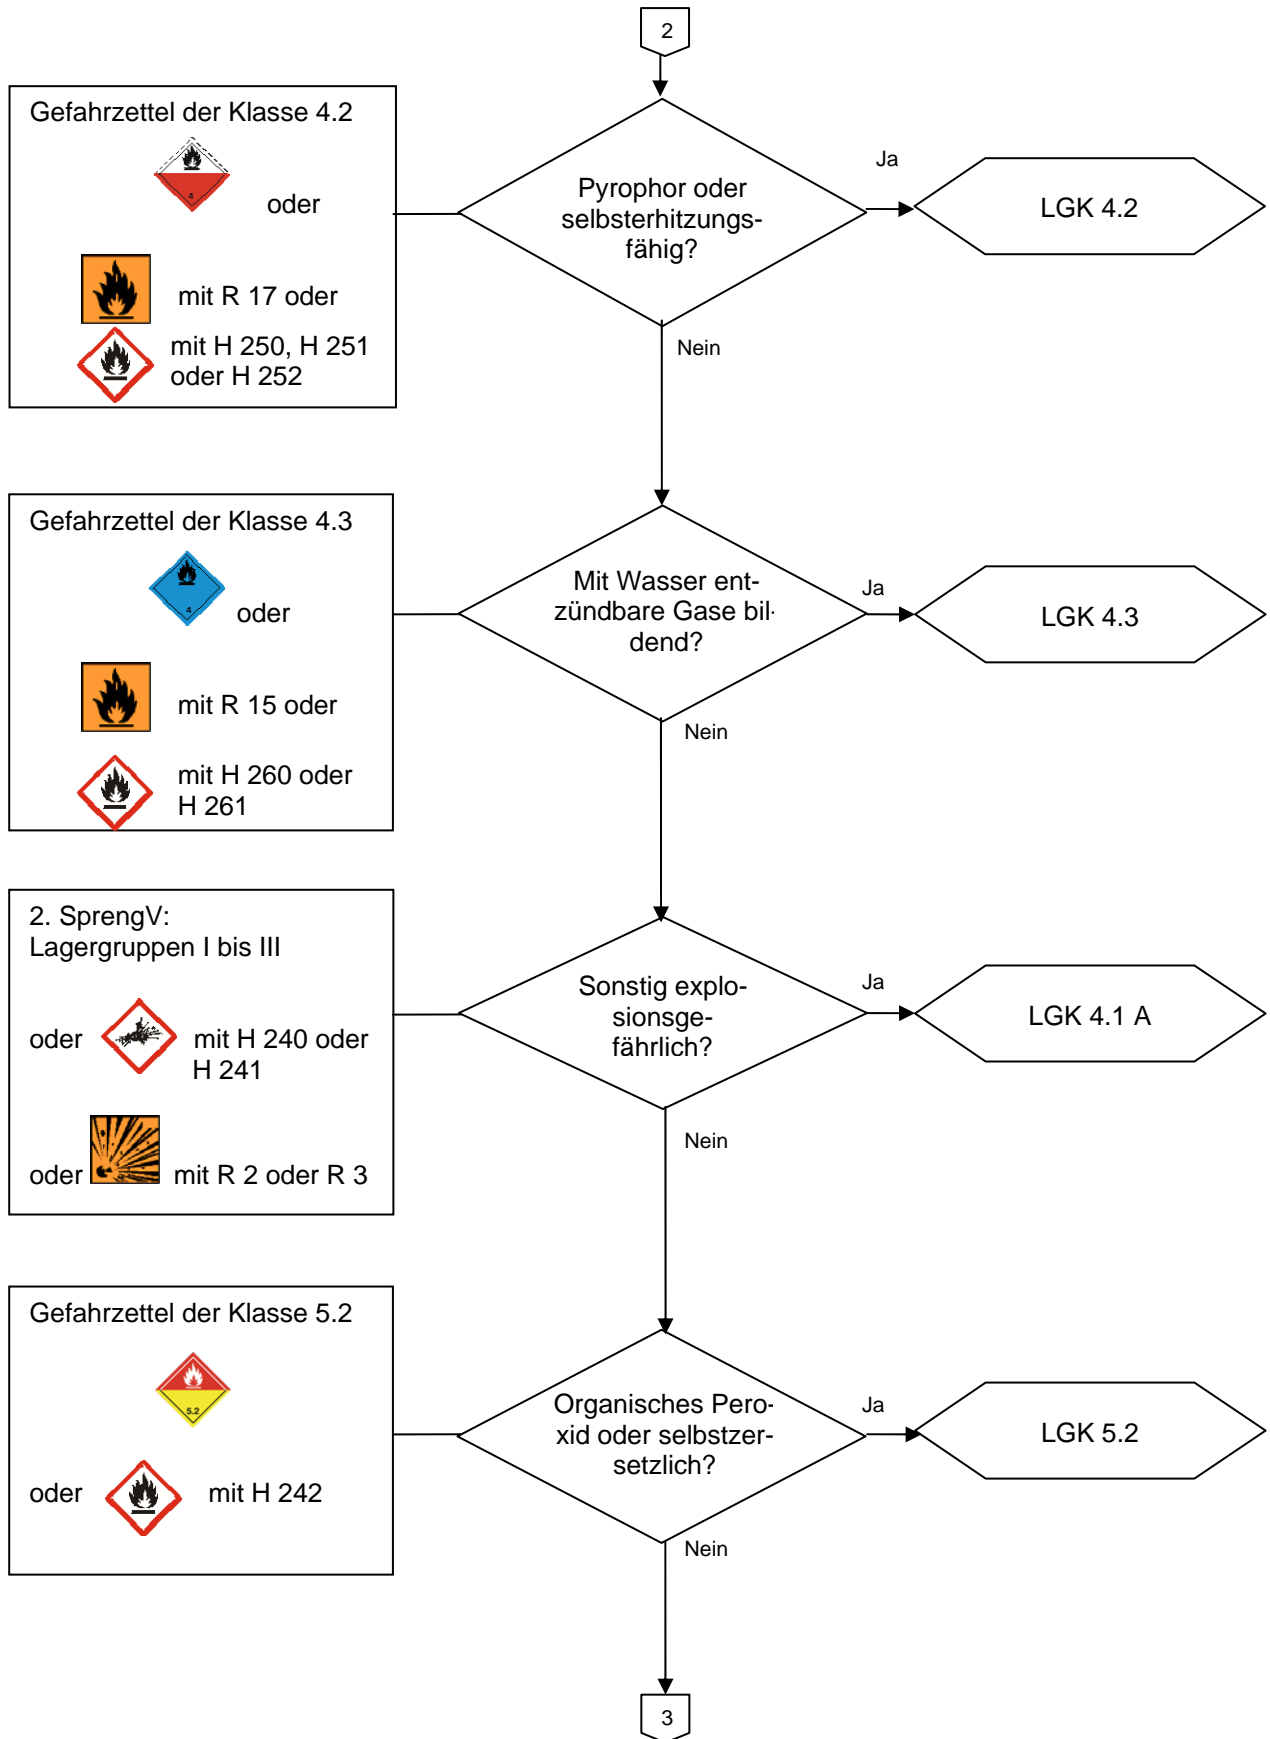 2
Gefahrzettel der Klasse 4.2
4
oder
mit R 17 oder
mit H 250, H 251
oder H 252
Pyrophor oder
selbsterhitzungs-
fähig?
Ja
LGK 4.2
Nein
Gefahrzettel der Klasse 4.3
4
oder
mit R 15 oder
mit H 260 oder
H 261
Mit Wasser ent-
zündbare Gase bil-
dend?
Ja
LGK 4.3
Nein
2. SprengV:
Lagergruppen I bis III
oder mit H 240 oder
H 241
oder mit R 2 oder R 3
Sonstig explo-
sionsge-
fährlich?
Ja
LGK 4.1 A
Nein
Gefahrzettel der Klasse 5.2
5.2
oder mit H 242
Organisches Pero-
xid oder selbstzer-
setzlich?
Ja
LGK 5.2
Nein
3